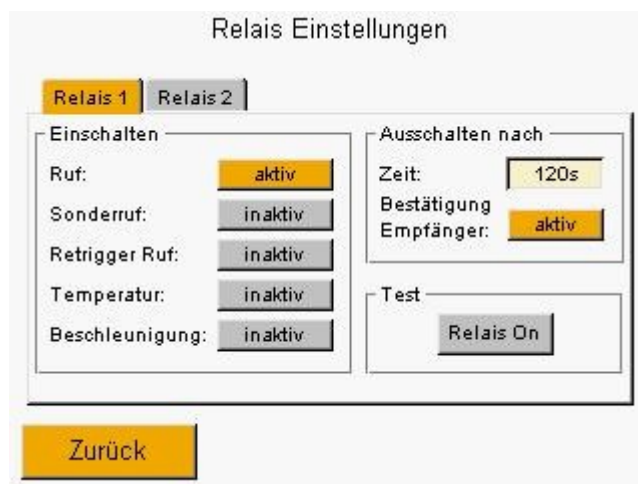 Relais Einstellungen
Relais 1 Relais 2
Einschalten
Ruf: aktiv
Sonderruf: inaktiv
Retrigger Ruf: inaktiv
Temperatur: inaktiv
Beschleunigung: inaktiv
Ausschalten nach
Zeit: 120s
Bestätigung
Empfänger: aktiv
Test
Relais On
Zurück